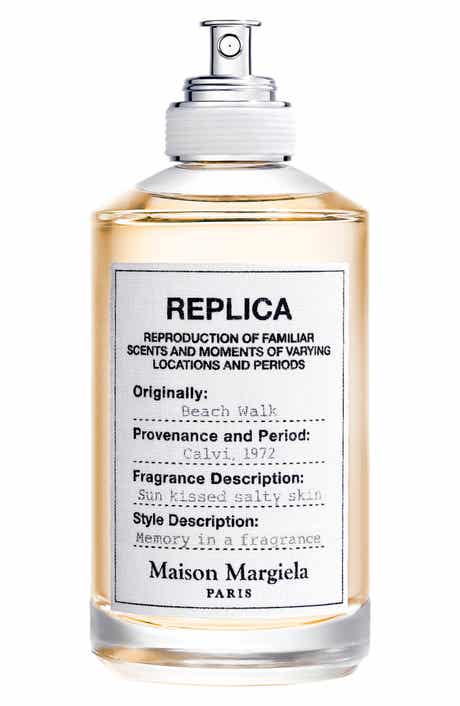 REPLICA
REPRODUCTION OF FAMILIAR
SCENTS AND MOMENTS OF VARYING
LOCATIONS AND PERIODS
Originally:
Beach Walk
Provenance and Period:
Calvi, 1972
Fragrance Description:
Sun kissed salty skin
Style Description:
Memory in a fragrance
Maison Margiela
PARIS